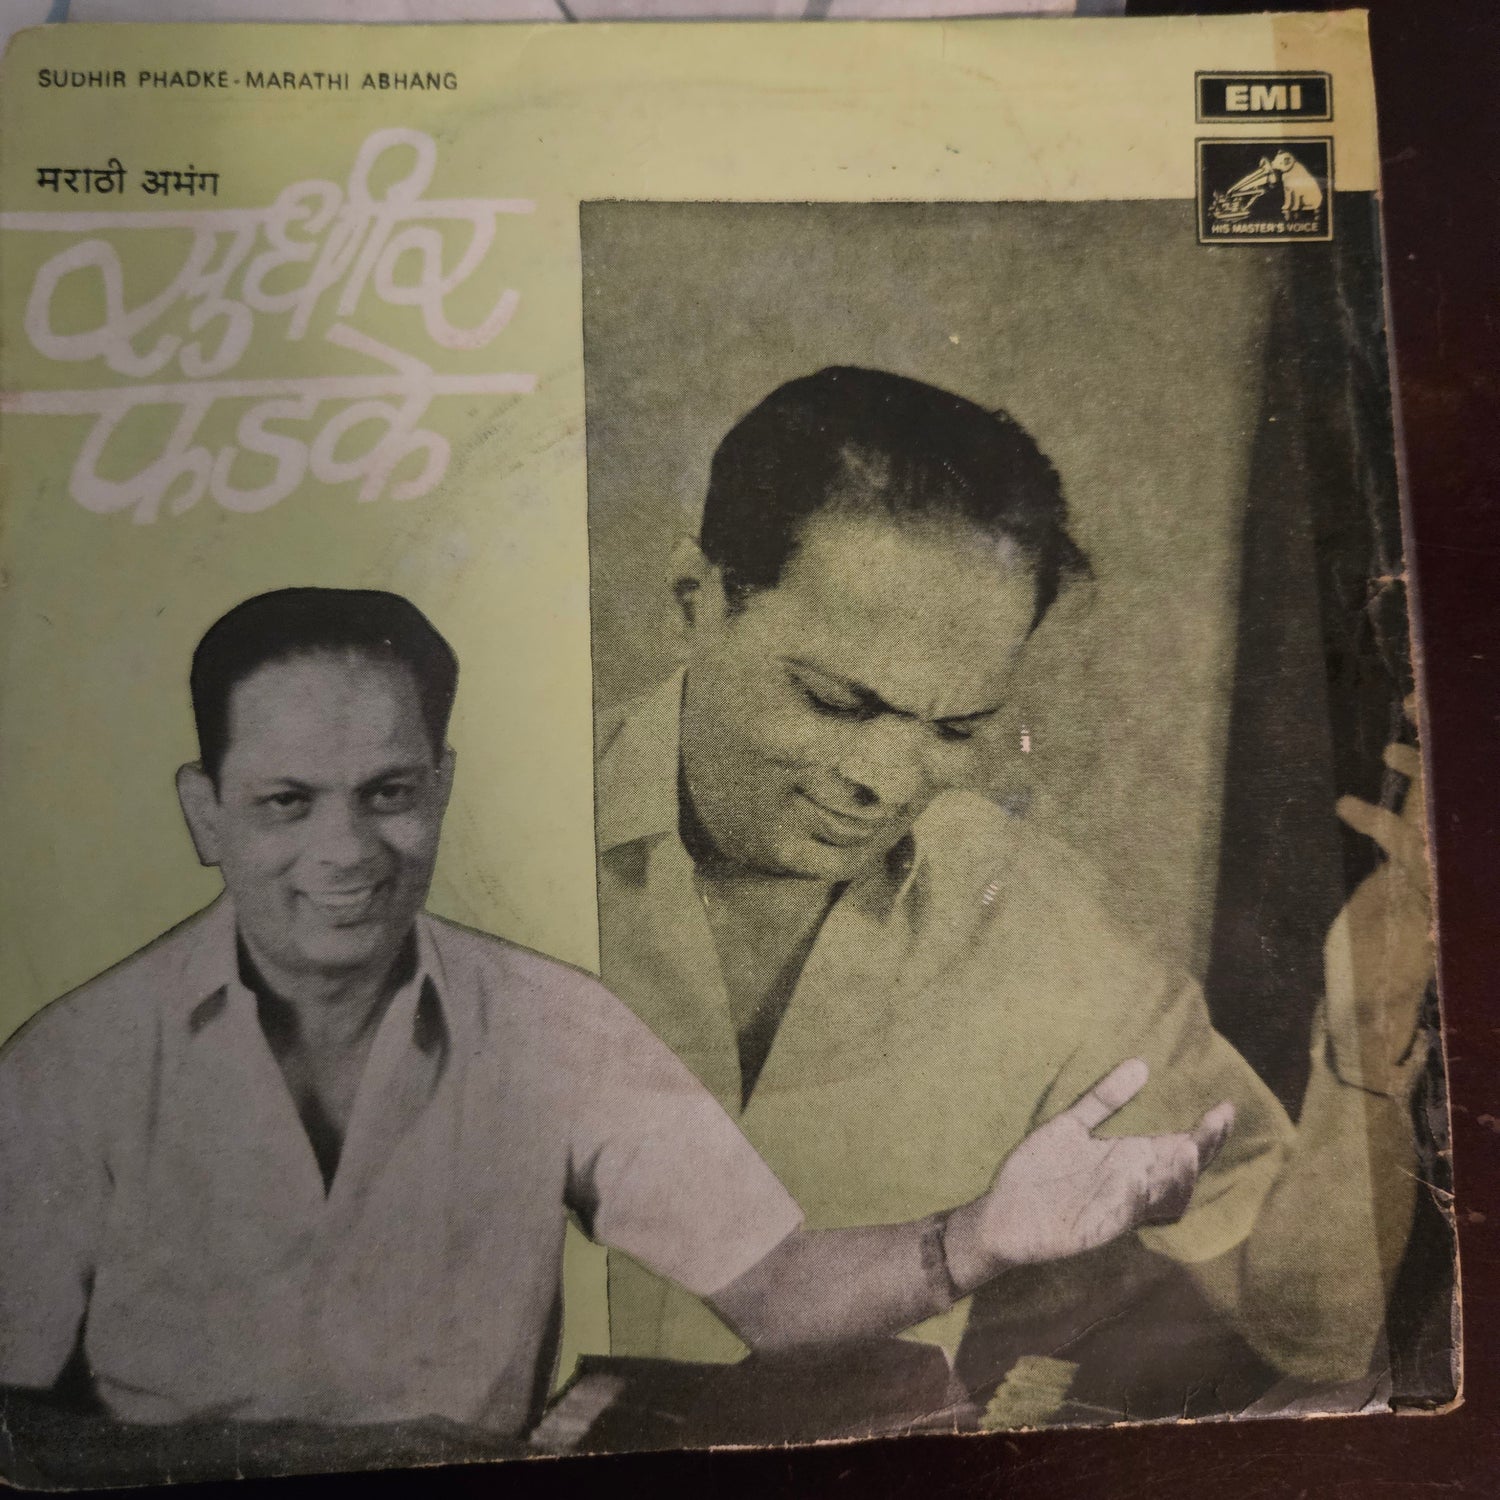 SUDHIR PHADKE-MARATHI ABHANG
मराठी अभंग
सुधीर
फडके
EMI
HIS MASTER'S VOICE